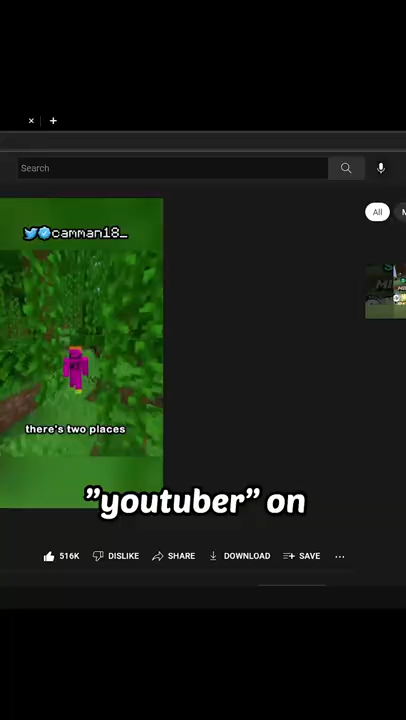 Search
All
camman18_
there's two places
"youtuber" on
516K DISLIKE SHARE DOWNLOAD SAVE